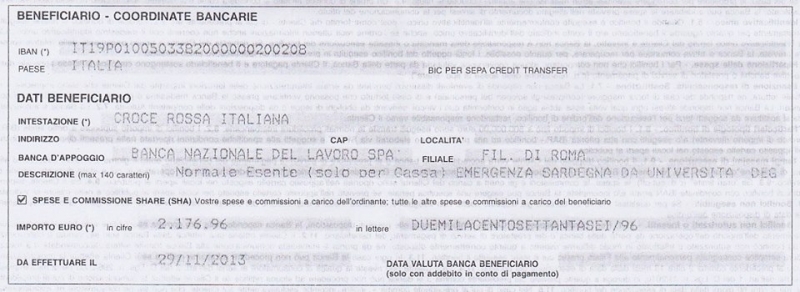 BENEFICIARIO - COORDINATE BANCARIE
IBAN (*) IT19P0100503382000000200208
PAESE ITALIA BIC PER SEPA CREDIT TRANSFER
DATI BENEFICIARIO
INTESTAZIONE (*) CROCE ROSSA ITALIANA
INDIRIZZO CAP LOCALITA'
BANCA D'APPOGGIO BANCA NAZIONALE DEL LAVORO SPA' FILIALE FIL. DI ROMA
DESCRIZIONE (max 140 caratteri) Normale Esente (solo per Cassa) EMERGENZA SARDEGNA DA UNIVERSITA' DEG
SPESE E COMMISSIONE SHARE (SHA) Vostre spese e commissioni a carico dell'ordinante; tutte le altre spese e commissioni a carico del beneficiario
IMPORTO EURO (*) in cifre 2.176.96 in lettere DUEMILACENTOSETTANTASEI/96
DA EFFETTUARE IL 29/11/2013 DATA VALUTA BANCA BENEFICIARIO
(solo con addebito in conto di pagamento)